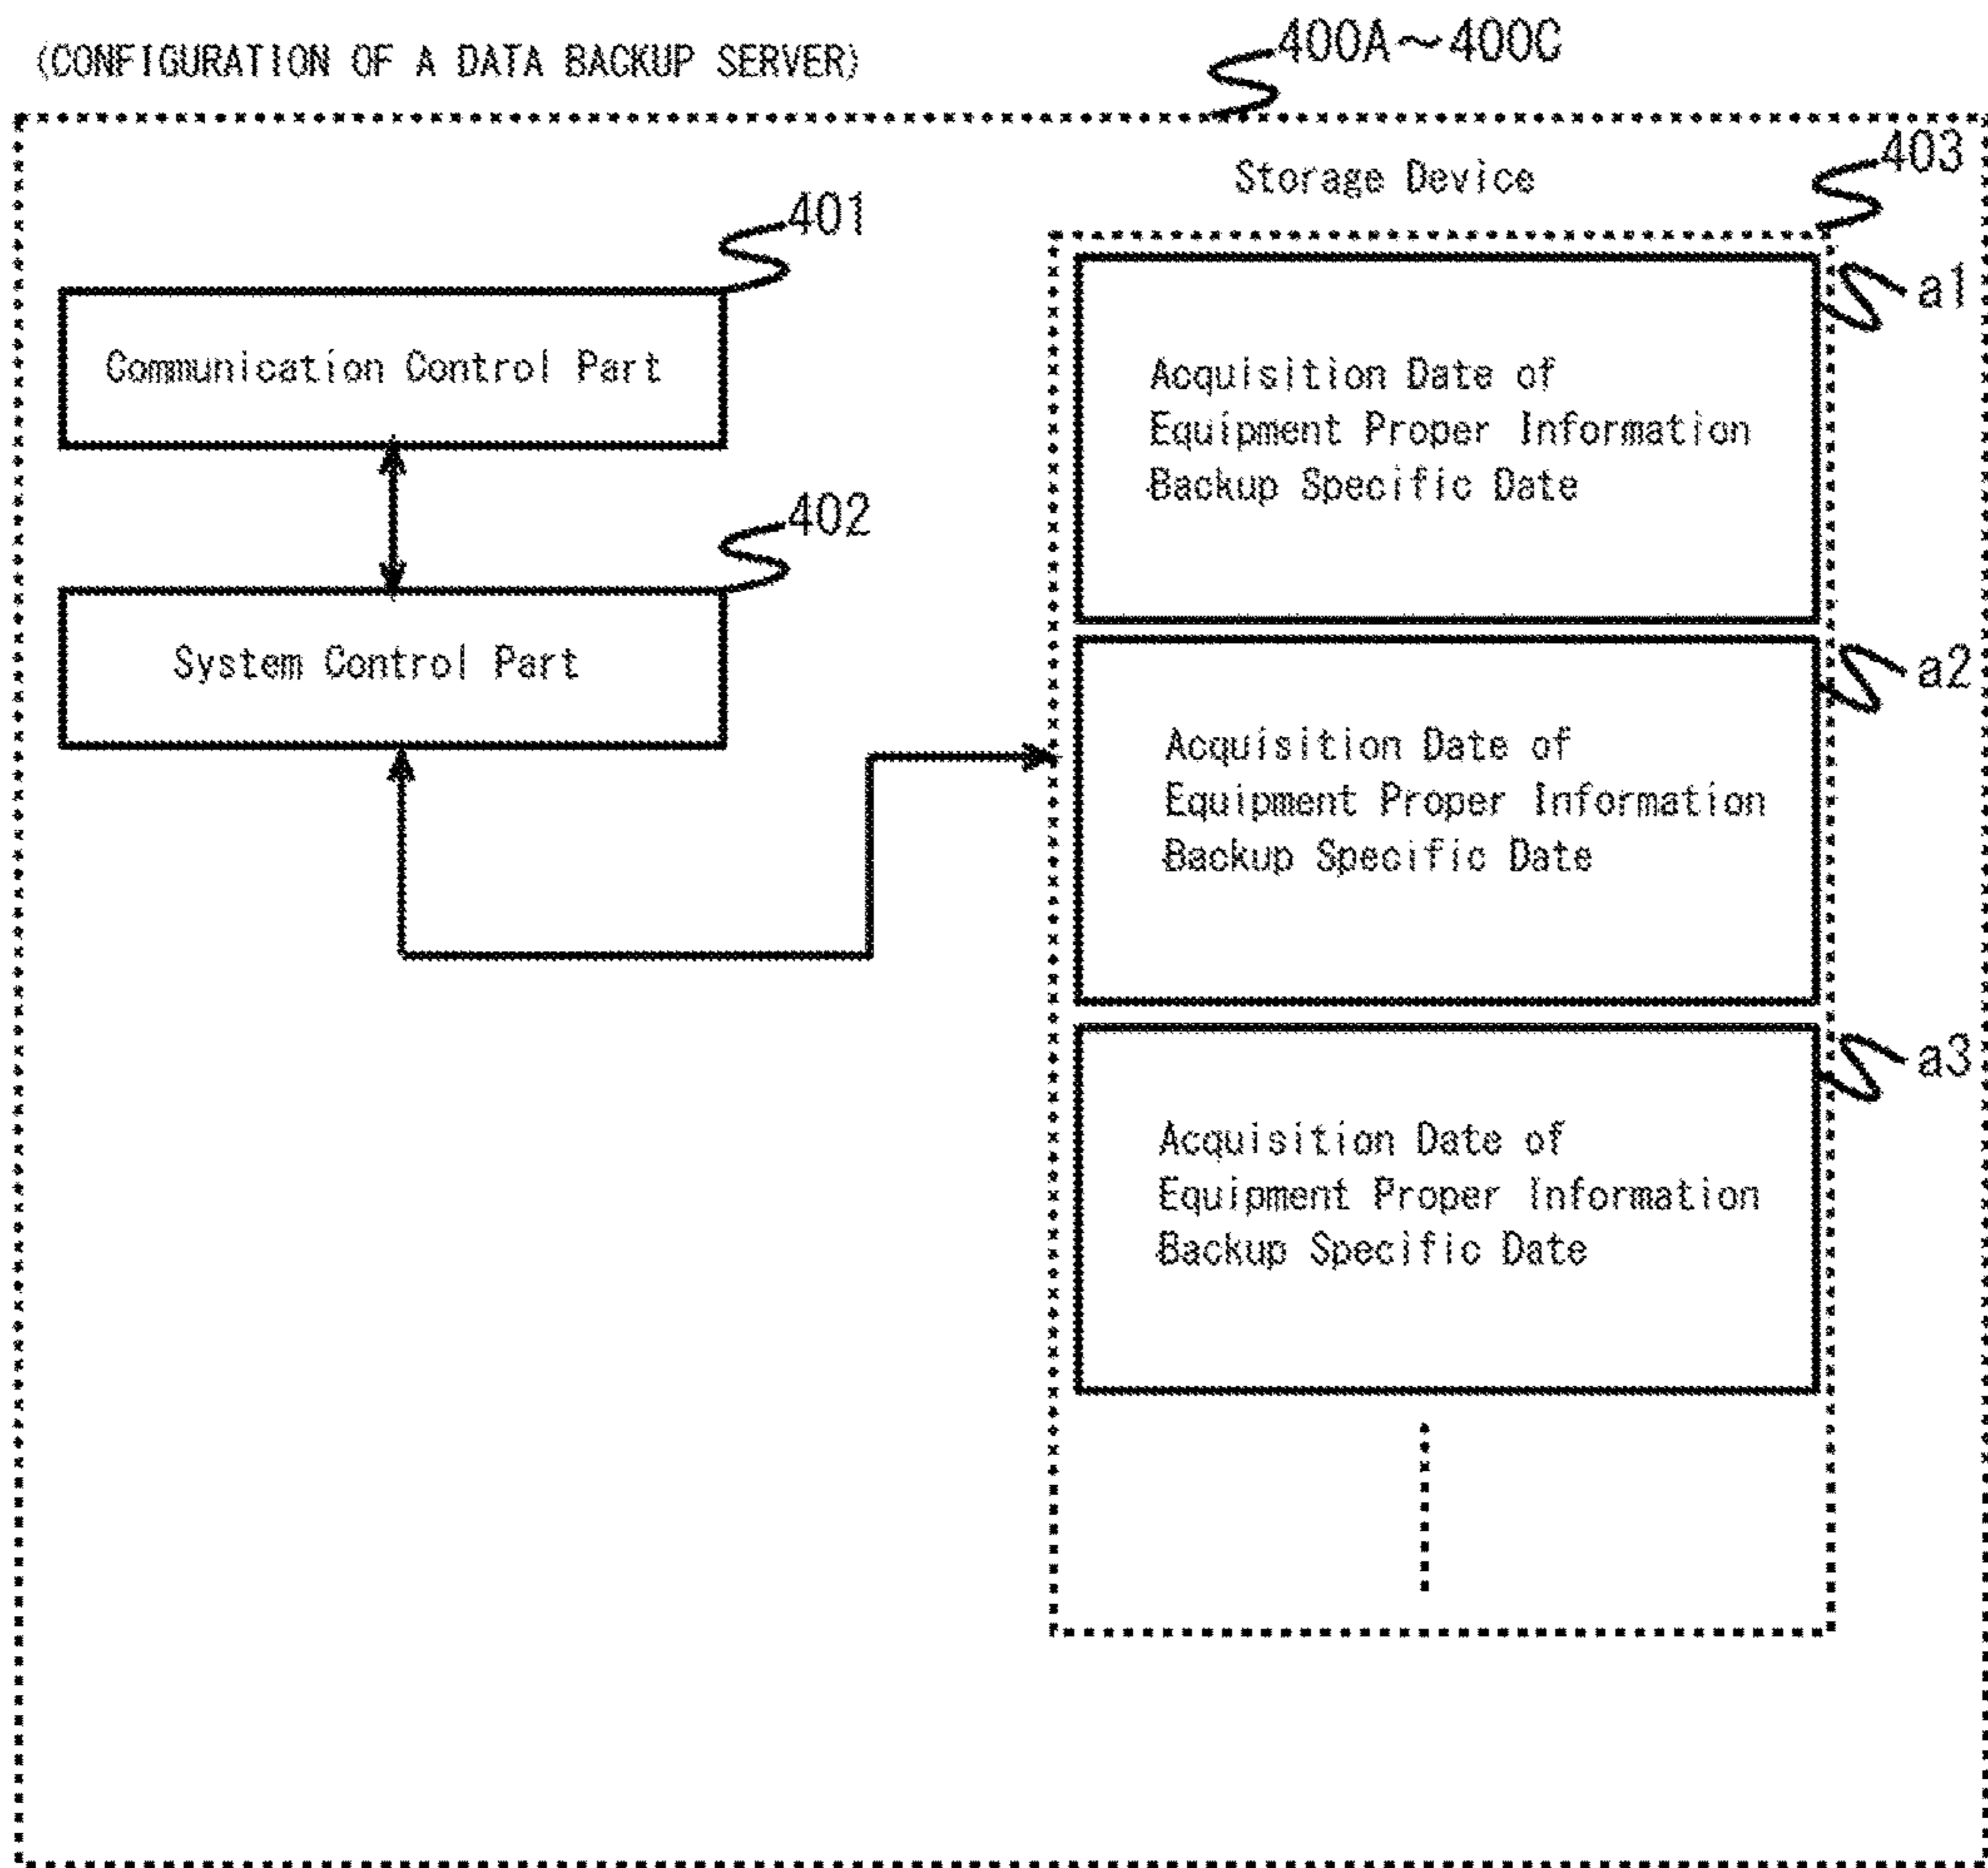 (CONFIGURATION OF A DATA BACKUP SERVER)
400A～400C
Storage Device
403
401
Communication Control Part
402
System Control Part
a1
Acquisition Date of
Equipment Proper Information
Backup Specific Date
a2
Acquisition Date of
Equipment Proper Information
Backup Specific Date
a3
Acquisition Date of
Equipment Proper Information
Backup Specific Date